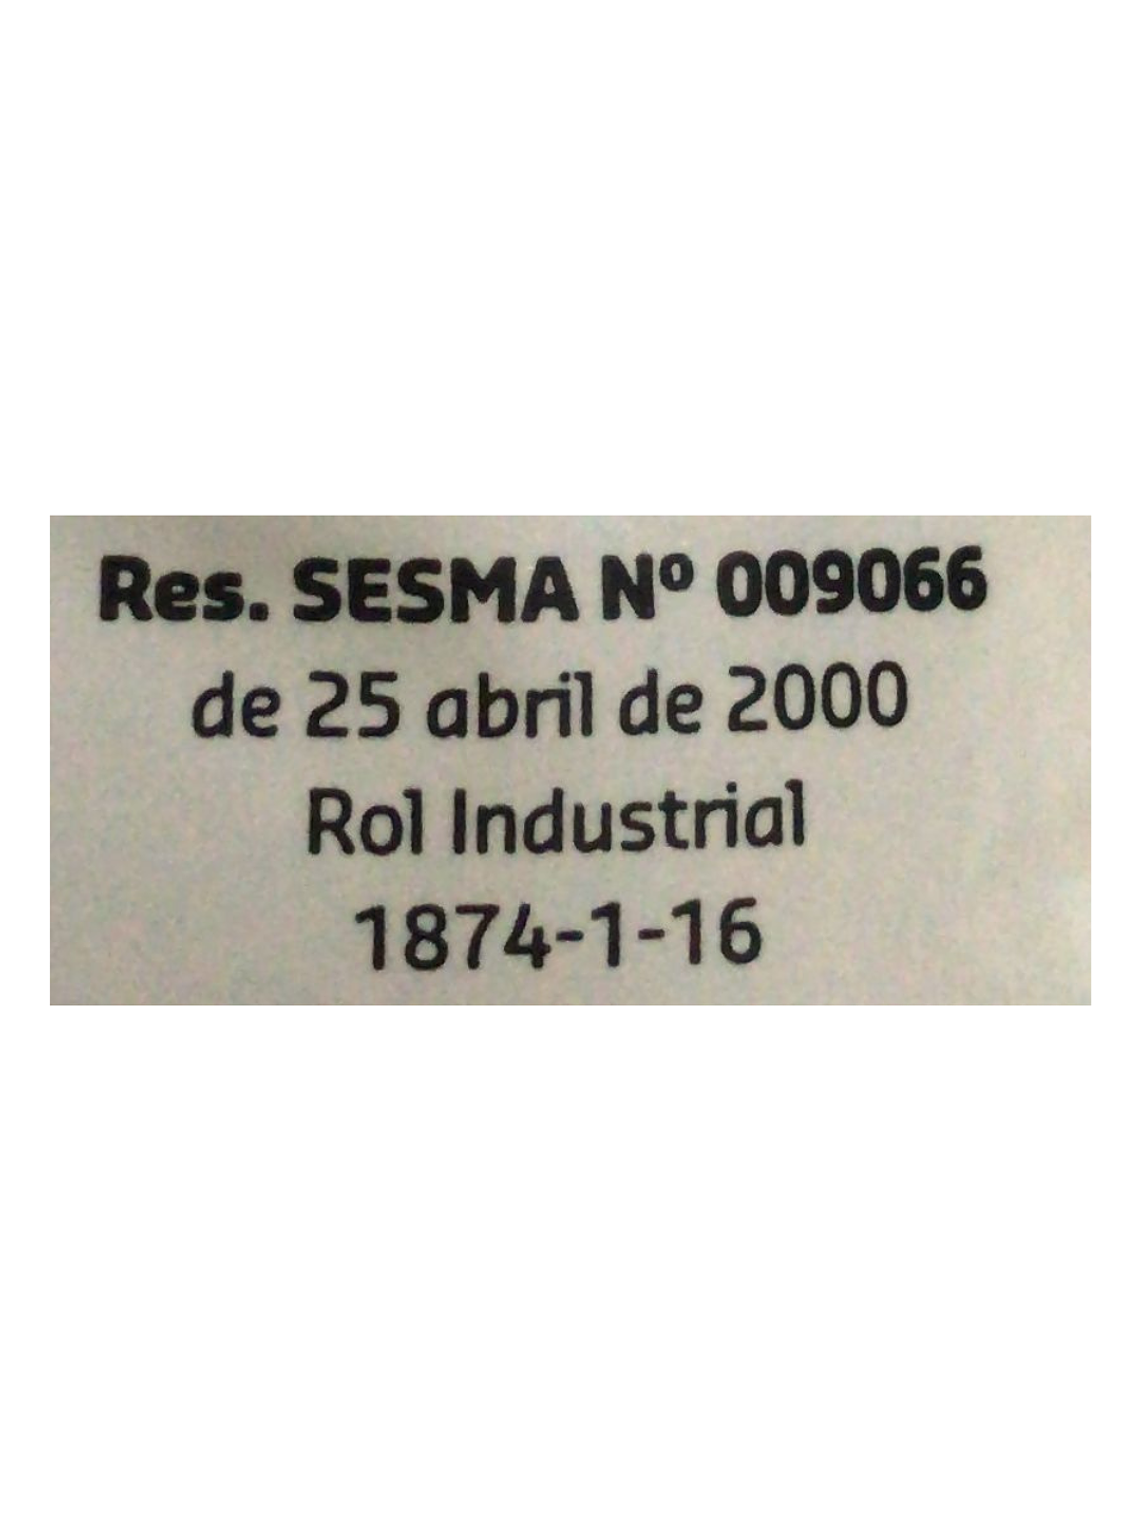 Res. SESMA Nº 009066
de 25 abril de 2000
Rol Industrial
1874-1-16